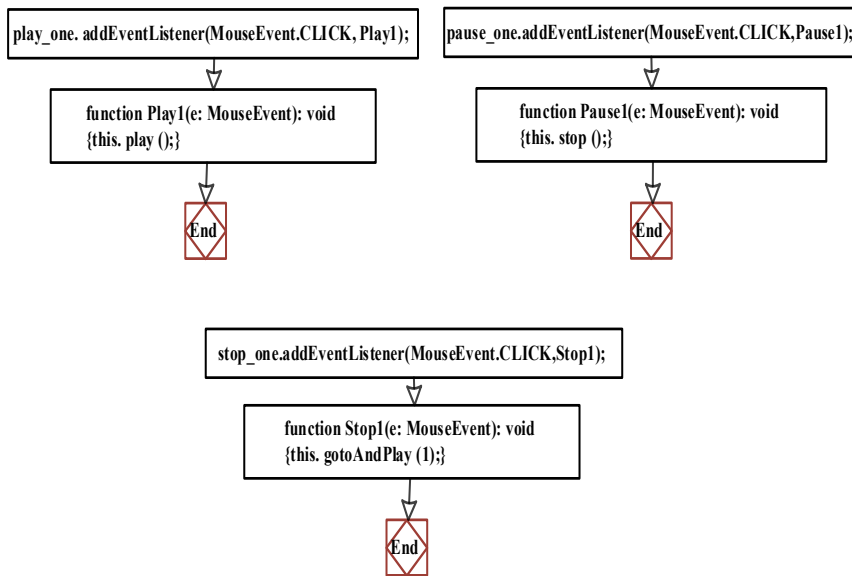 play_one. addEventListener(MouseEvent.CLICK, Play1);
function Play1(e: MouseEvent): void
{this. play ();}
End
pause_one.addEventListener(MouseEvent.CLICK,Pause1);
function Pause1(e: MouseEvent): void
{this. stop ();}
End
stop_one.addEventListener(MouseEvent.CLICK,Stop1);
function Stop1(e: MouseEvent): void
{this. gotoAndPlay (1);}
End